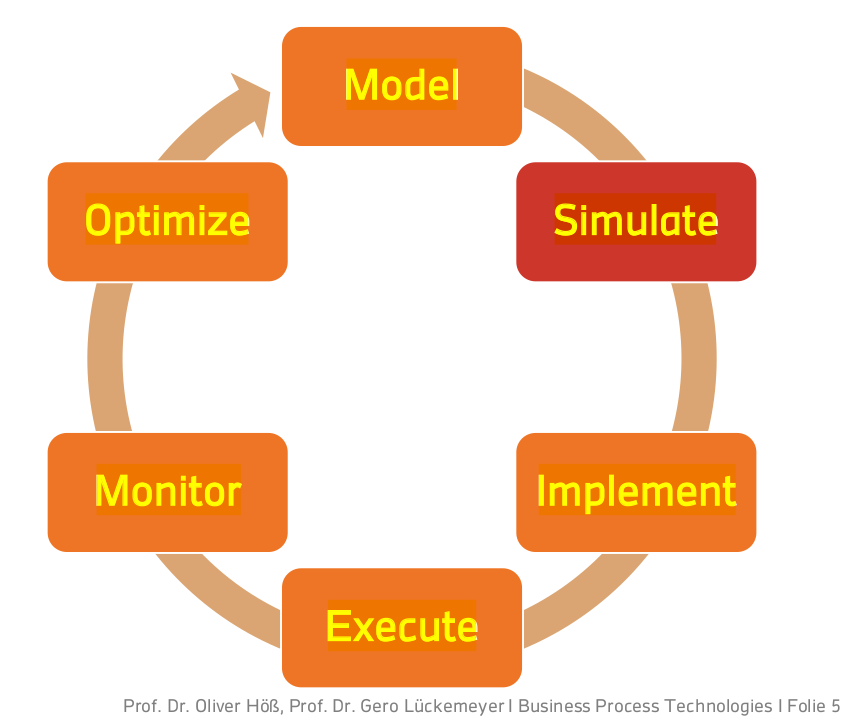 Model
Optimize
Simulate
Monitor
Implement
Execute
Prof. Dr. Oliver Höß, Prof. Dr. Gero Lückemeyer I Business Process Technologies I Folie 5